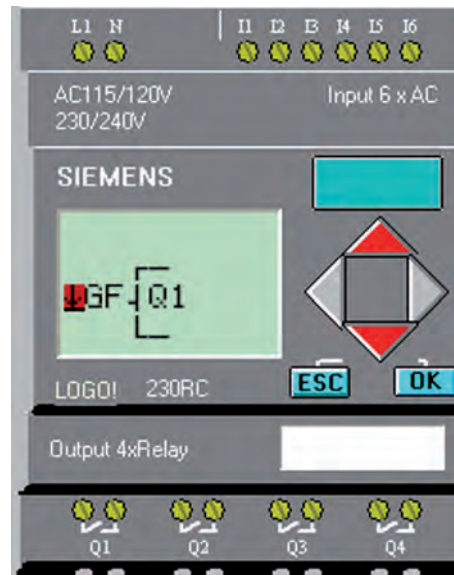 L1 N I1 I2 I3 I4 I5 I6
AC115/120V Input 6 x AC
230/240V
SIEMENS
↓GF Q1
ESC OK
LOGO! 230RC
Output 4xRelay
Q1 Q2 Q3 Q4